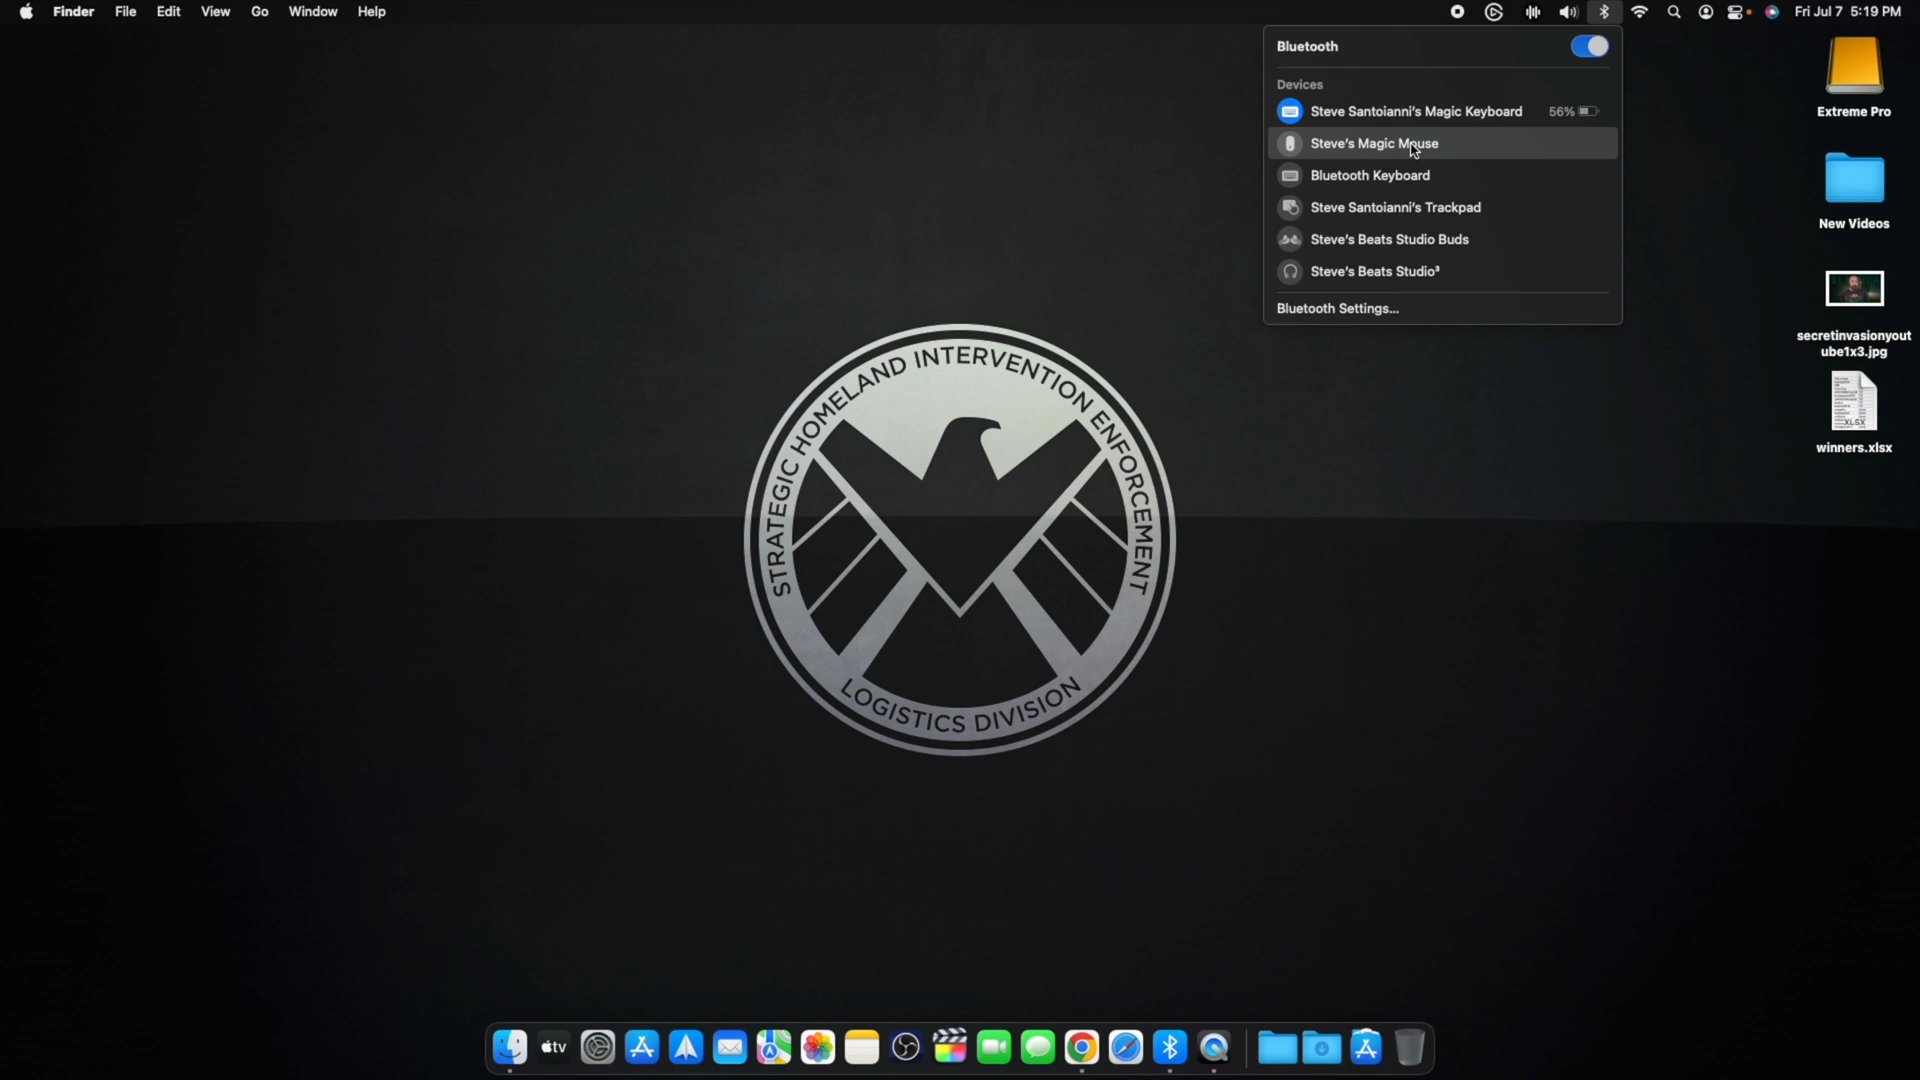 Finder File Edit View Go Window Help Fri Jul 7 5:19 PM
Bluetooth
Devices
Steve Santoianni's Magic Keyboard 56%
Steve's Magic Mouse
Bluetooth Keyboard
Steve Santoianni's Trackpad
Steve's Beats Studio Buds
Steve's Beats Studio³
Bluetooth Settings...
Extreme Pro
New Videos
secretinvasionyout
ube1x3.jpg
XLSX
winners.xlsx
STRATEGIC HOMELAND INTERVENTION ENFORCEMENT
LOGISTICS DIVISION
tv